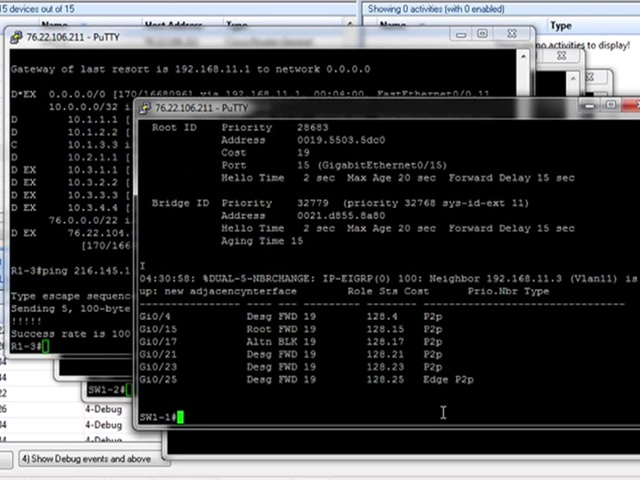 15 devices out of 15
Showing 0 activities (with 0 enabled)
Name
Host Address
Type
Name
Type
no activities to display!
76.22.106.211 - PuTTY
Gateway of last resort is 192.168.11.1 to network 0.0.0.0
D*EX 0.0.0.0/0 [170/1668096] via 192.168.11.1, 00:04:00, FastEthernet0/0.11
10.0.0.0/32 i
D 10.1.1.1 [
D 10.1.2.2 [
C 10.1.3.3 i
D 10.2.1.1 [
D EX 10.3.1.1 [
D EX 10.3.2.2 [
D EX 10.3.3.3 [
D EX 10.3.4.4 [
76.0.0.0/22 i
D EX 76.22.104.
[170/166
R1-3#ping 216.145.1
Type escape sequenc
Sending 5, 100-byte
!!!!!
Success rate is 100
R1-3#
76.22.106.211 - PuTTY
Root ID Priority 28683
Address 0019.5503.5dc0
Cost 19
Port 15 (GigabitEthernet0/15)
Hello Time 2 sec Max Age 20 sec Forward Delay 15 sec
Bridge ID Priority 32779 (priority 32768 sys-id-ext 11)
Address 0021.d855.8a80
Hello Time 2 sec Max Age 20 sec Forward Delay 15 sec
Aging Time 15
I
04:30:58: %DUAL-5-NBRCHANGE: IP-EIGRP(0) 100: Neighbor 192.168.11.3 (Vlan11) is
up: new adjacencynterface Role Sts Cost Prio.Nbr Type
Gi0/4 Desg FWD 19 128.4 P2p
Gi0/15 Root FWD 19 128.15 P2p
Gi0/17 Altn BLK 19 128.17 P2p
Gi0/21 Desg FWD 19 128.21 P2p
Gi0/23 Desg FWD 19 128.23 P2p
Gi0/25 Desg FWD 19 128.25 Edge P2p
SW1-1#
SW1-2#
4-Debug
4-Debug
4-Debug
4) Show Debug events and above